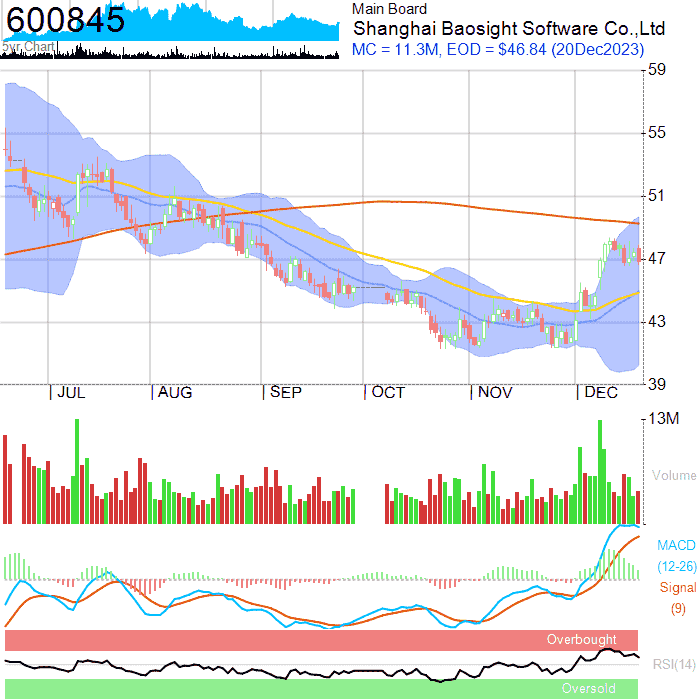 600845
5yr Chart
Main Board
Shanghai Baosight Software Co.,Ltd
MC = 11.3M, EOD = $46.84 (20Dec2023)
59
55
51
47
43
39
JUL AUG SEP OCT NOV DEC
13M
Volume
MACD
(12-26)
Signal
(9)
Overbought
RSI(14)
Oversold